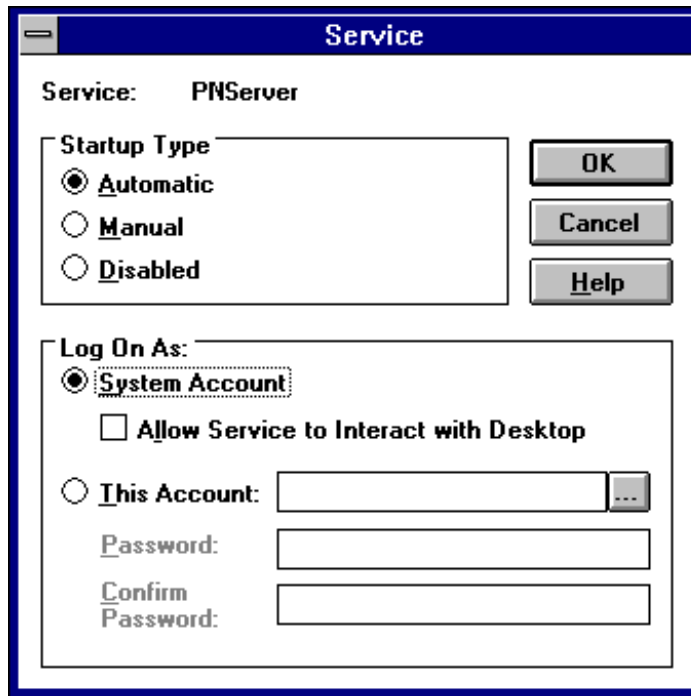 Service
Service: PNServer
Startup Type
Automatic
Manual
Disabled
OK
Cancel
Help
Log On As:
System Account
Allow Service to Interact with Desktop
This Account:
...
Password:
Confirm
Password: